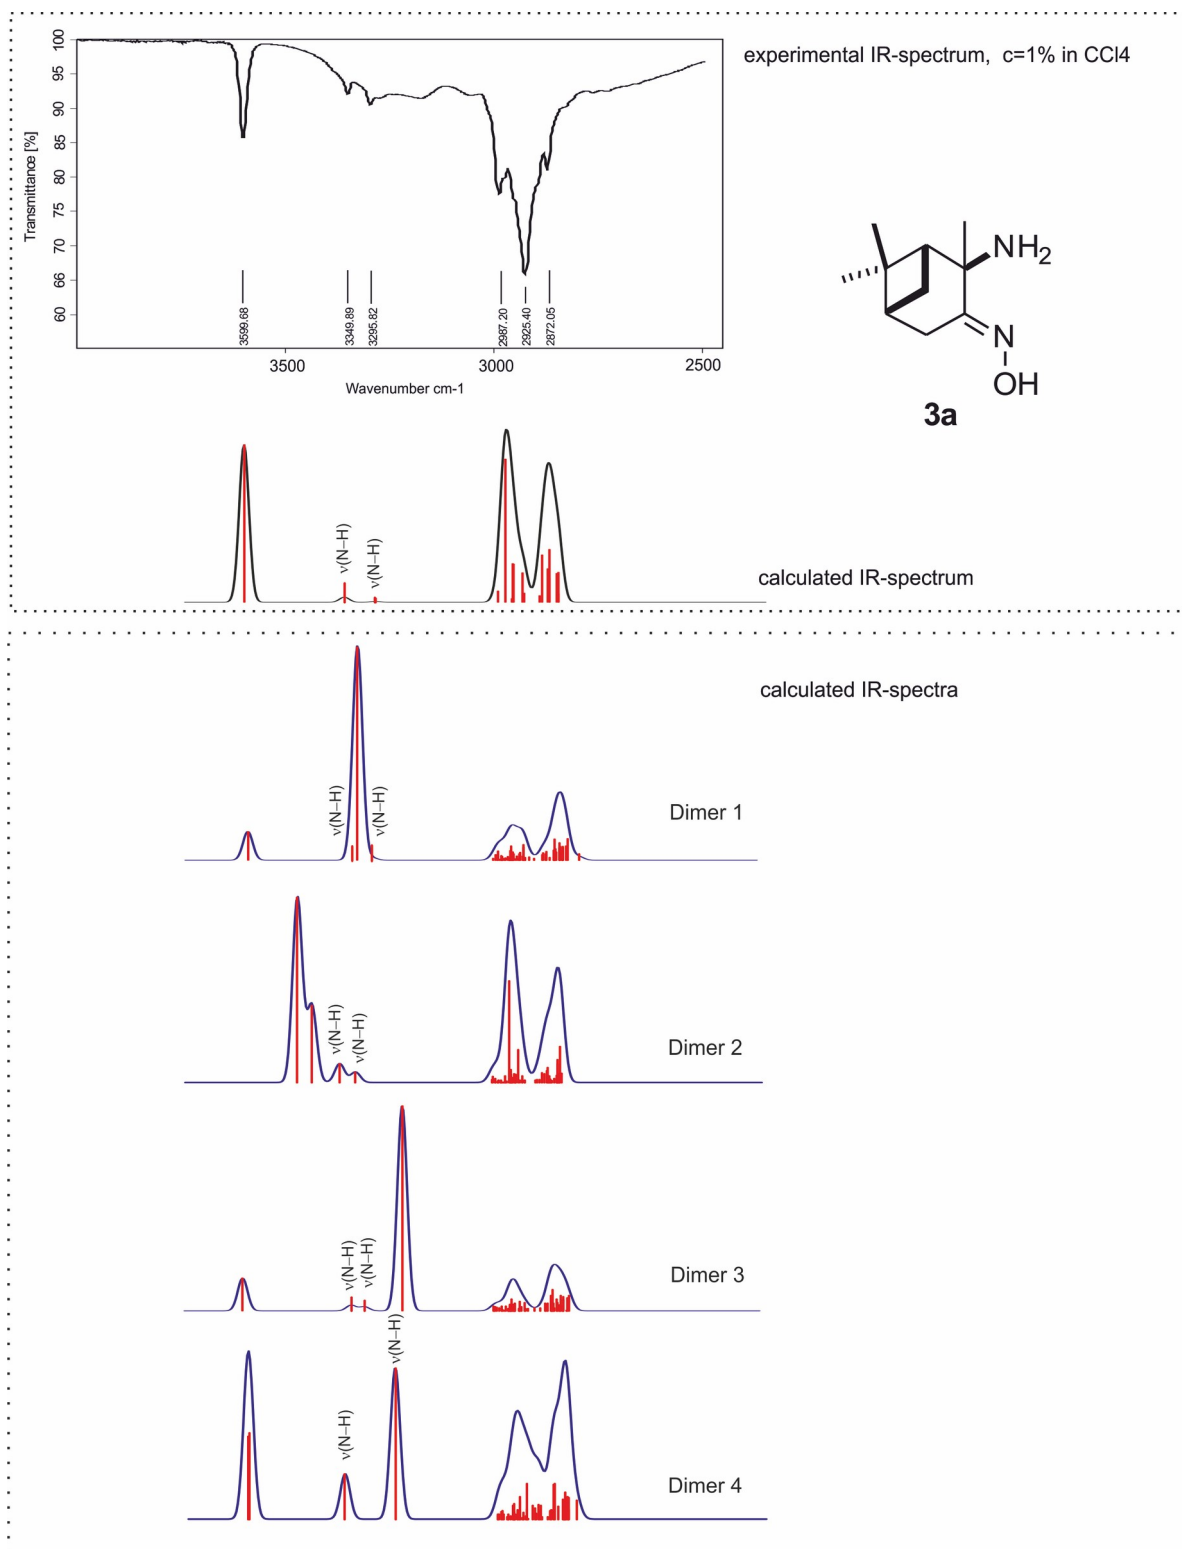 experimental IR-spectrum, c=1% in CCl4
Transmittance [%]
100
95
90
85
80
75
70
66
60
3599.68
3349.89
3295.82
2987.20
2925.40
2872.05
3500
3000
2500
Wavenumber cm-1
NH2
N
OH
3a
ν(N–H)
ν(N–H)
calculated IR-spectrum
calculated IR-spectra
ν(N–H)
ν(N–H)
Dimer 1
ν(N–H)
ν(N–H)
Dimer 2
ν(N–H)
ν(N–H)
Dimer 3
ν(N–H)
ν(N–H)
Dimer 4